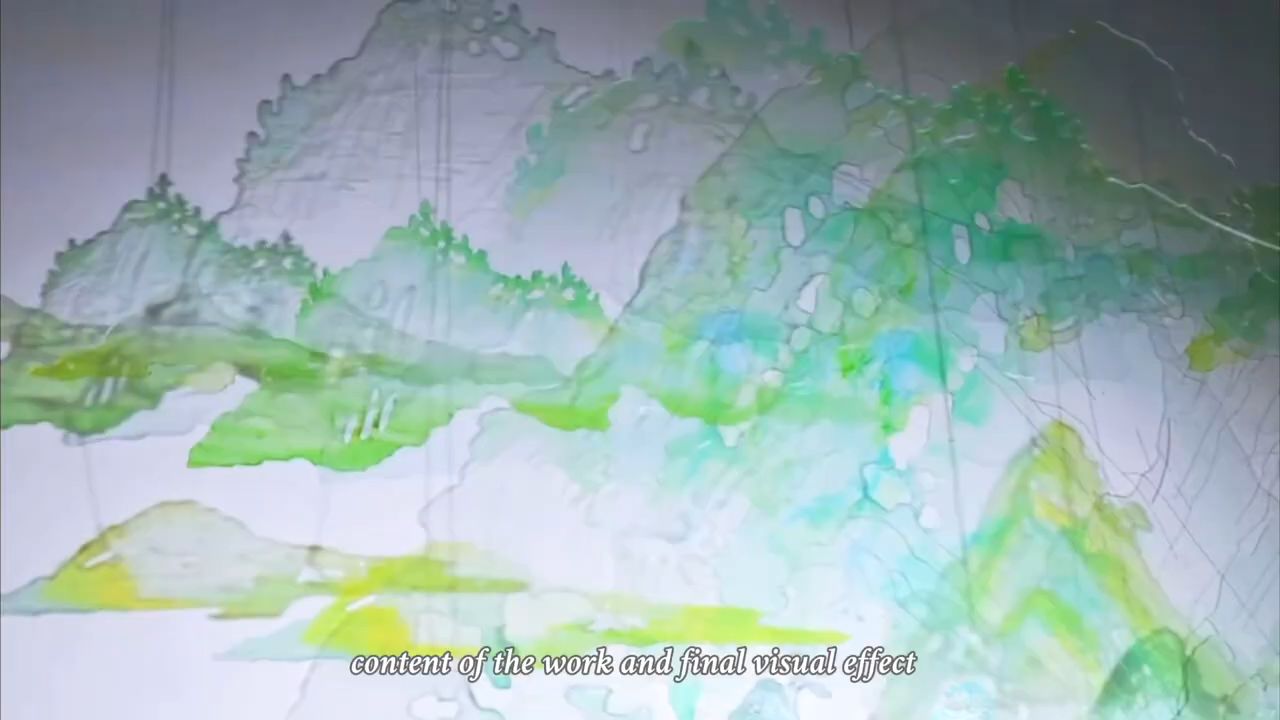 content of the work and final visual effect